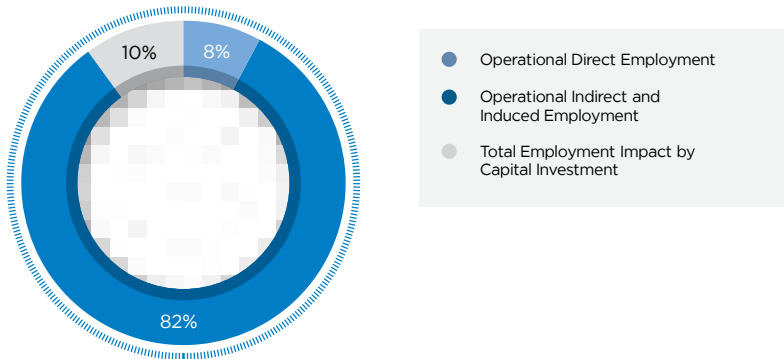 10%
8%
82%
Operational Direct Employment
Operational Indirect and
Induced Employment
Total Employment Impact by
Capital Investment